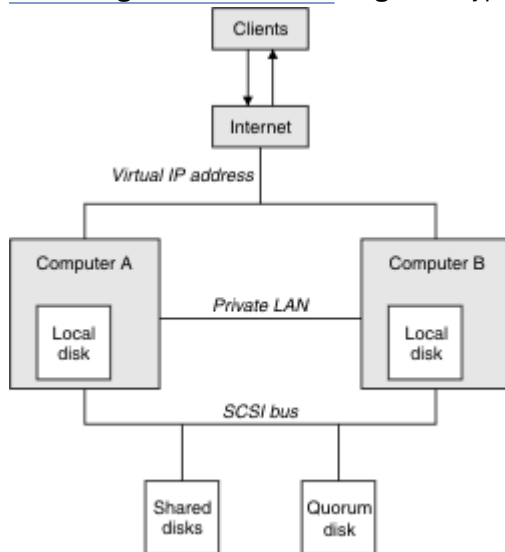 Clients
Internet
Virtual IP address
Computer A
Computer B
Private LAN
Local
disk
Local
disk
SCSI bus
Shared
disks
Quorum
disk